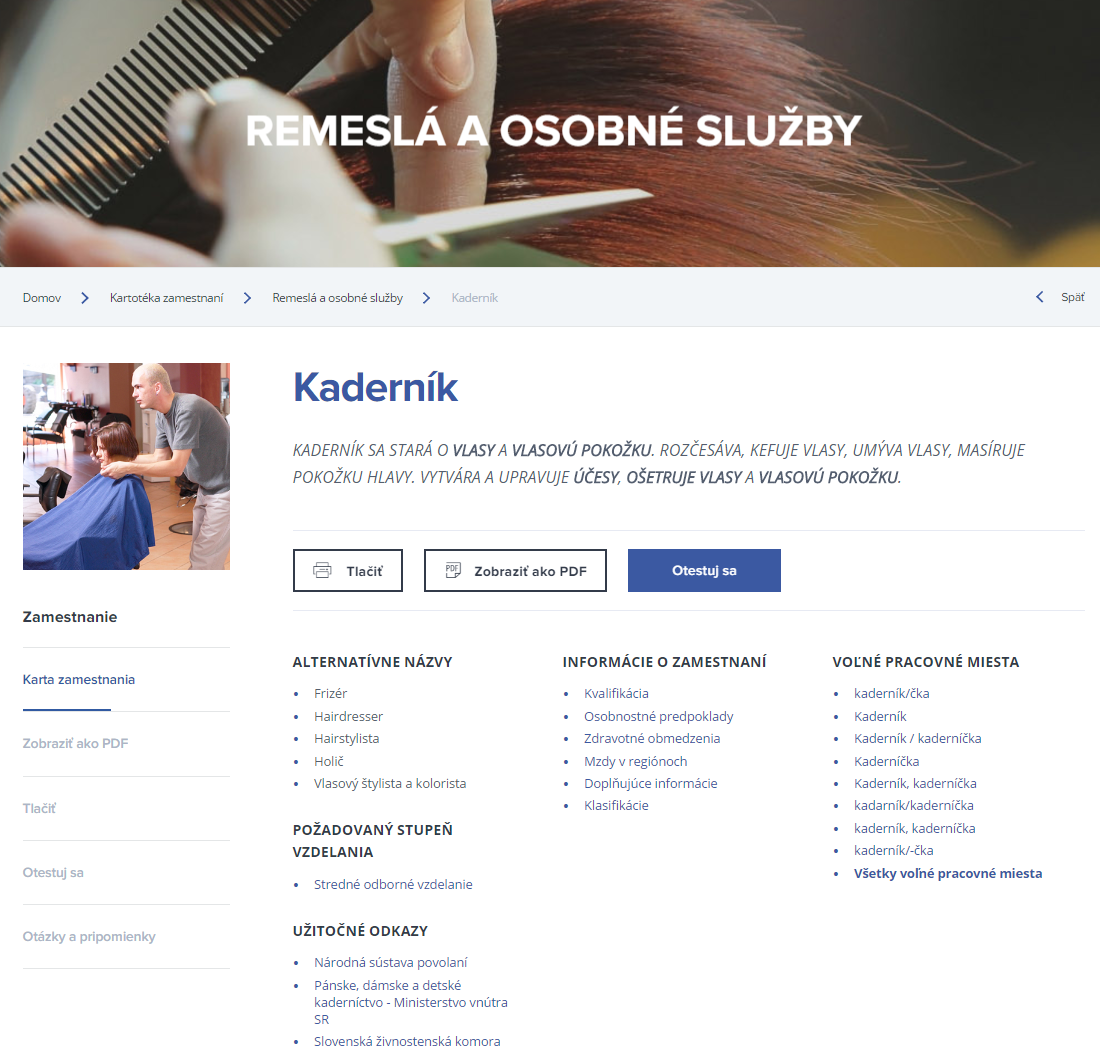 REMESLÁ A OSOBNÉ SLUŽBY
Domov
Kartotéka zamestnaní
Remeslá a osobné služby
Kaderník
Späť
Kaderník
KADERNÍK SA STARÁ O VLASY A VLASOVÚ POKOŽKU. ROZČESÁVA, KEFUJE VLASY, UMÝVA VLASY, MASÍRUJE
POKOŽKU HLAVY. VYTVÁRA A UPRAVUJE ÚČESY, OŠETRUJE VLASY A VLASOVÚ POKOŽKU.
Tlačiť
PDF
Zobraziť ako PDF
Otestuj sa
Zamestnanie
Karta zamestnania
Zobraziť ako PDF
Tlačiť
Otestuj sa
Otázky a pripomienky
ALTERNATÍVNE NÁZVY
Frizér
Hairdresser
Hairstylista
Holič
Vlasový štylista a kolorista
POŽADOVANÝ STUPEŇ
VZDELANIA
Stredné odborné vzdelanie
UŽITOČNÉ ODKAZY
Národná sústava povolaní
Pánske, dámske a detské
kaderníctvo - Ministerstvo vnútra
SR
Slovenská živnostenská komora
INFORMÁCIE O ZAMESTNANÍ
Kvalifikácia
Osobnostné predpoklady
Zdravotné obmedzenia
Mzdy v regiónoch
Doplňujúce informácie
Klasifikácie
VOĽNÉ PRACOVNÉ MIESTA
kaderník/čka
Kaderník
Kaderník / kaderníčka
Kaderníčka
Kaderník, kaderníčka
kadarník/kaderníčka
kaderník, kaderníčka
kaderník/-čka
Všetky voľné pracovné miesta